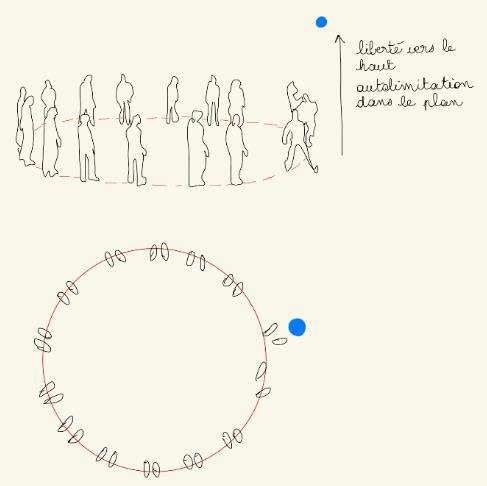 liberté vers le
haut
autolimitation
dans le plan